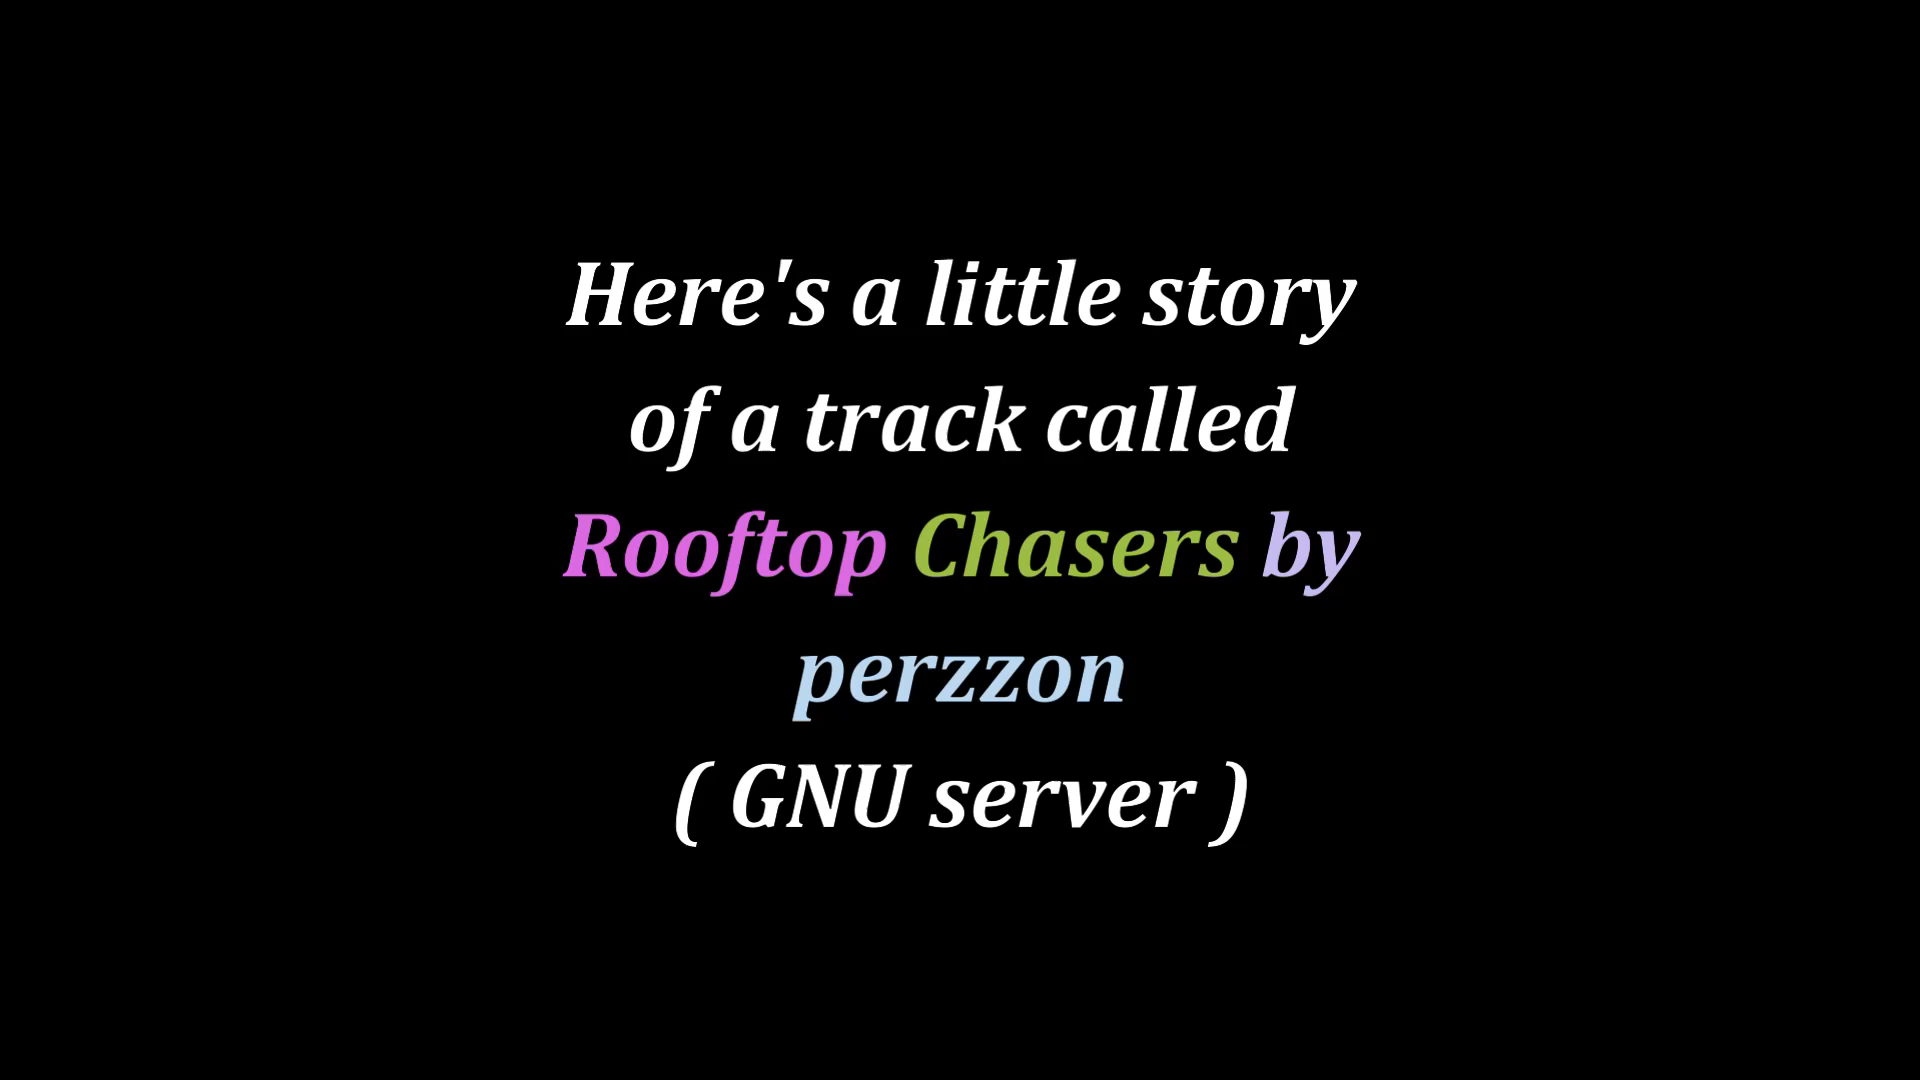 Here's a little story
of a track called
Rooftop Chasers by
perzzon
( GNU server )